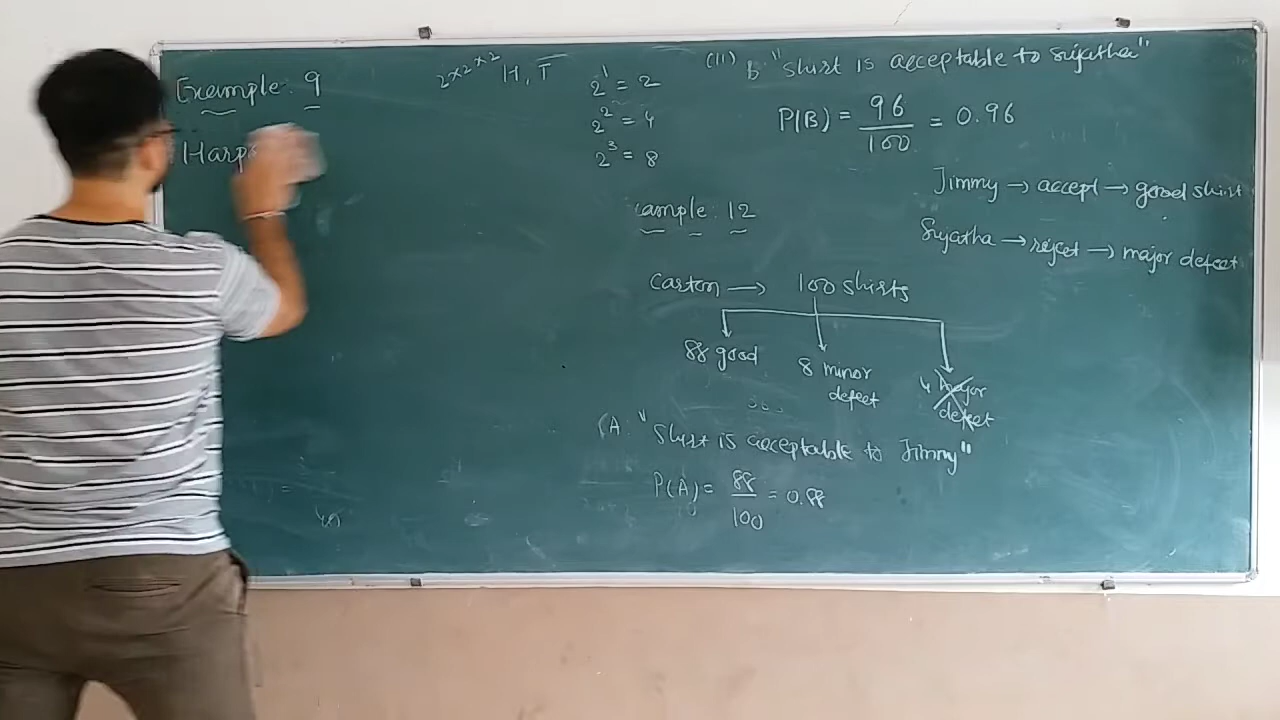 Example: 9
Harp
2×2×2
H, T
2¹ = 2
2² = 4
2³ = 8
(ii) B "shirt is acceptable to Sujatha"
P(B) = 96/100 = 0.96
Jimmy → accept → good shirt
Sujatha → reject → major defect
ample: 12
Carton → 100 shirts
88 good
8 minor defect
4 major defect
(A: "Shirt is acceptable to Jimmy"
P(A) = 88/100 = 0.88